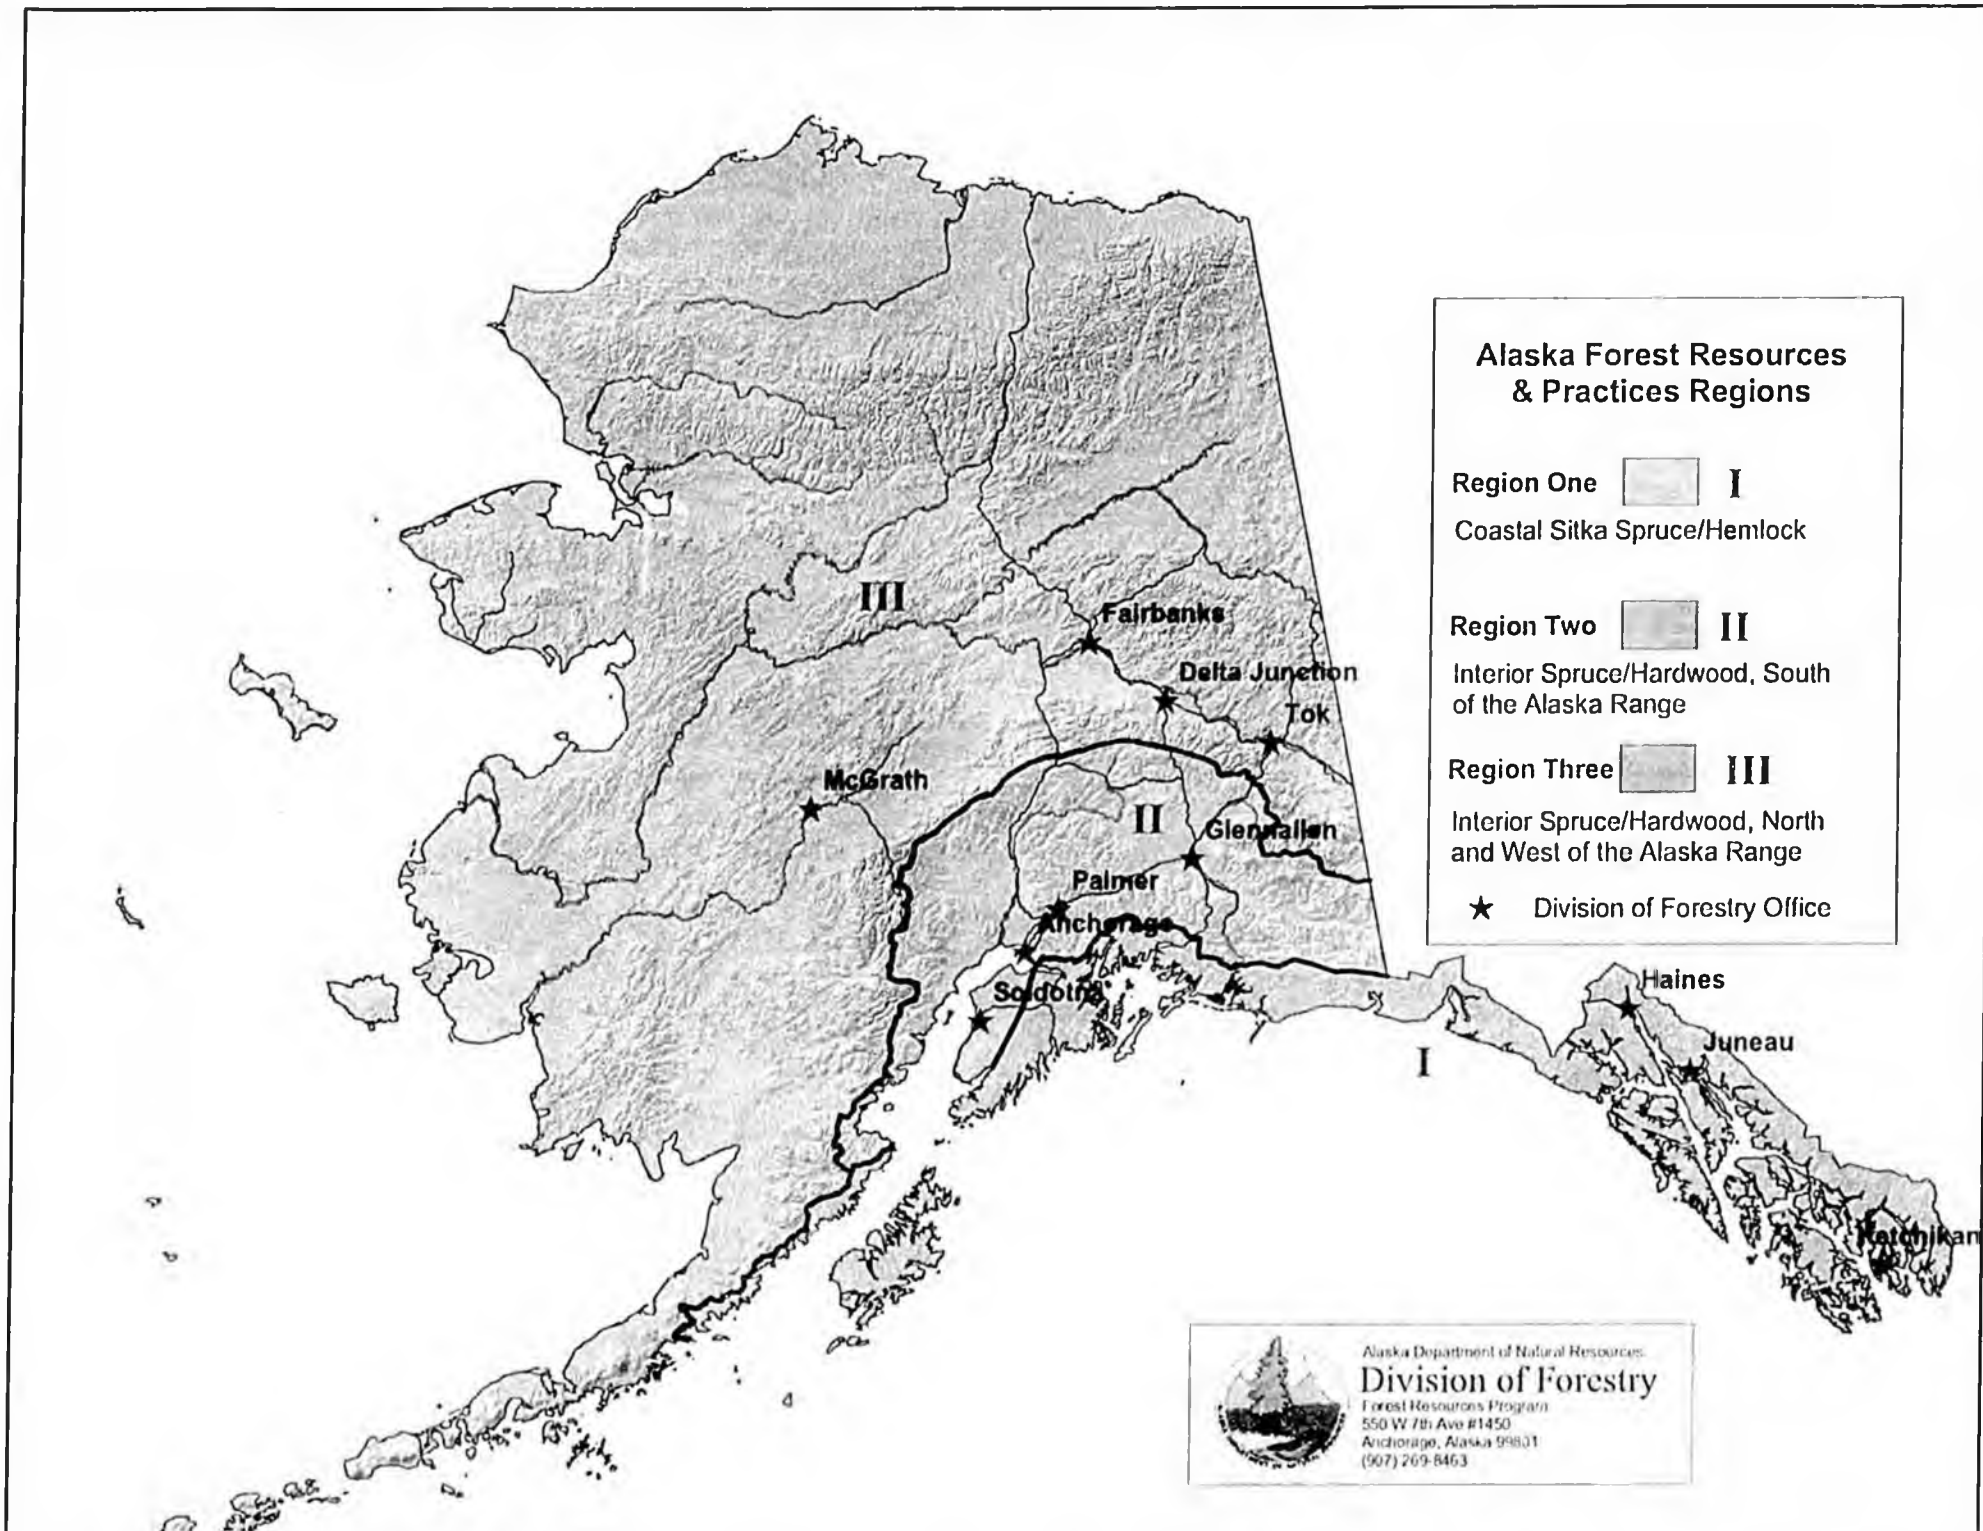 Alaska Forest Resources
& Practices Regions
Region One I
Coastal Sitka Spruce/Hemlock
Region Two II
Interior Spruce/Hardwood, South
of the Alaska Range
Region Three III
Interior Spruce/Hardwood, North
and West of the Alaska Range
★ Division of Forestry Office
III
Fairbanks
Delta Junction
Tok
McGrath
II
Glennallen
Palmer
Anchorage
Soldotna
I
Haines
Juneau
Ketchikan
Alaska Department of Natural Resources
Division of Forestry
Forest Resources Program
550 W 7th Ave #1450
Anchorage, Alaska 99801
(907) 269-8463